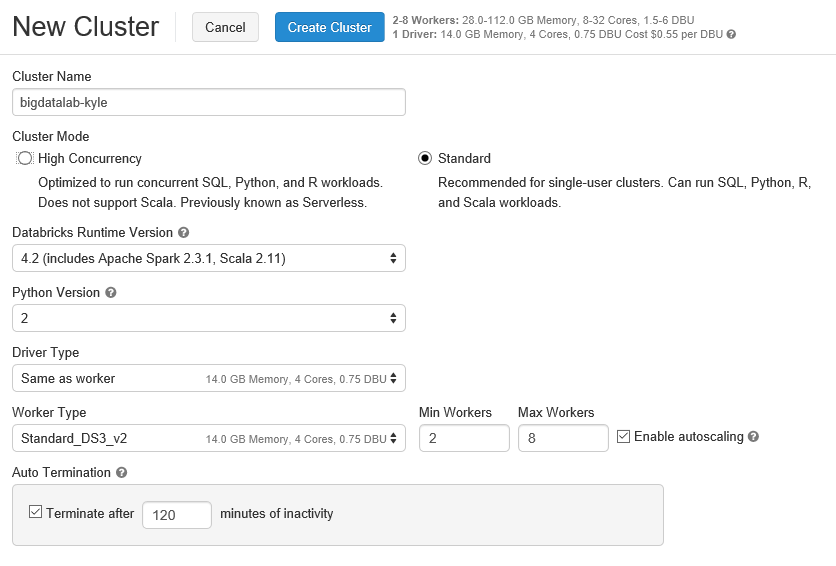 New Cluster
Cancel
Create Cluster
2-8 Workers: 28.0-112.0 GB Memory, 8-32 Cores, 1.5-6 DBU
1 Driver: 14.0 GB Memory, 4 Cores, 0.75 DBU Cost $0.55 per DBU ?
Cluster Name
bigdatalab-kyle
Cluster Mode
High Concurrency
Optimized to run concurrent SQL, Python, and R workloads.
Does not support Scala. Previously known as Serverless.
Standard
Recommended for single-user clusters. Can run SQL, Python, R,
and Scala workloads.
Databricks Runtime Version ?
4.2 (includes Apache Spark 2.3.1, Scala 2.11)
Python Version ?
2
Driver Type
Same as worker 14.0 GB Memory, 4 Cores, 0.75 DBU
Worker Type Min Workers Max Workers
Standard_DS3_v2 14.0 GB Memory, 4 Cores, 0.75 DBU 2 8 Enable autoscaling ?
Auto Termination ?
Terminate after 120 minutes of inactivity